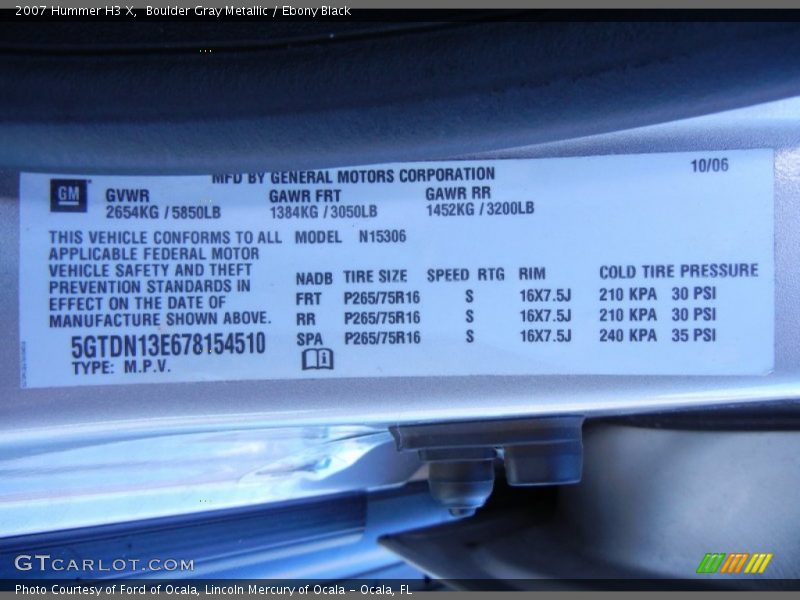 2007 Hummer H3 X, Boulder Gray Metallic / Ebony Black
MFD BY GENERAL MOTORS CORPORATION
10/06
GM
GVWR GAWR FRT GAWR RR
2654KG / 5850LB 1384KG / 3050LB 1452KG / 3200LB
THIS VEHICLE CONFORMS TO ALL
APPLICABLE FEDERAL MOTOR
VEHICLE SAFETY AND THEFT
PREVENTION STANDARDS IN
EFFECT ON THE DATE OF
MANUFACTURE SHOWN ABOVE.
5GTDN13E678154510
TYPE: M.P.V.
MODEL N15306
NADB TIRE SIZE SPEED RTG RIM COLD TIRE PRESSURE
FRT P265/75R16 S 16X7.5J 210 KPA 30 PSI
RR P265/75R16 S 16X7.5J 210 KPA 30 PSI
SPA P265/75R16 S 16X7.5J 240 KPA 35 PSI
GTCARLOT.COM
Photo Courtesy of Ford of Ocala, Lincoln Mercury of Ocala - Ocala, FL